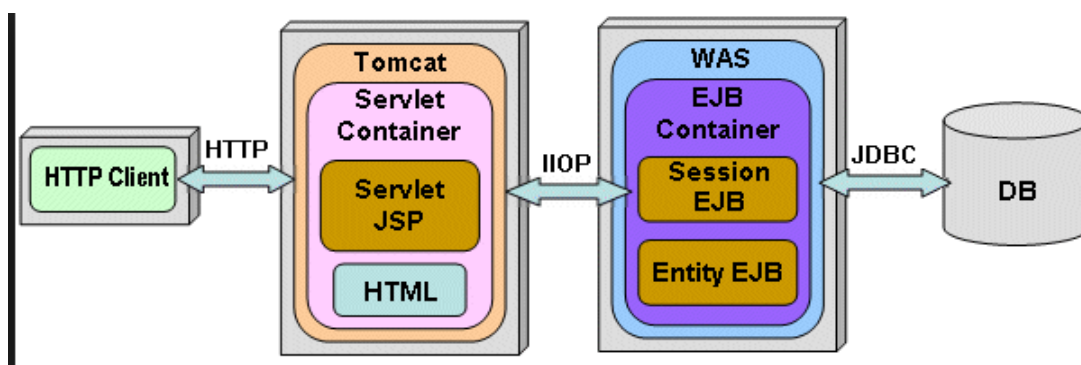 HTTP Client
HTTP
Tomcat
Servlet
Container
Servlet
JSP
HTML
IIOP
WAS
EJB
Container
Session
EJB
Entity EJB
JDBC
DB